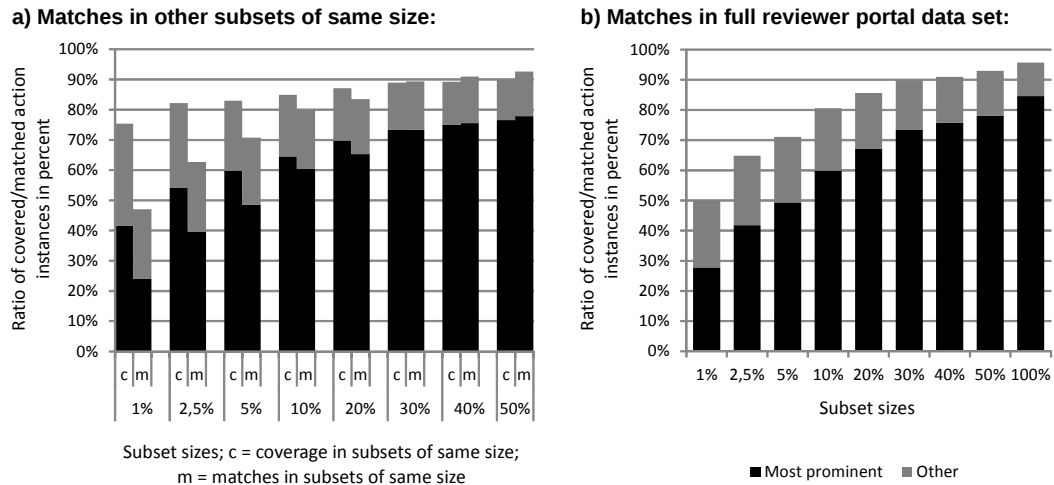 a) Matches in other subsets of same size:
Ratio of covered/matched action
instances in percent
100%
90%
80%
70%
60%
50%
40%
30%
20%
10%
0%
c m c m c m c m c m c m c m c m
1% 2,5% 5% 10% 20% 30% 40% 50%
Subset sizes; c = coverage in subsets of same size;
m = matches in subsets of same size
b) Matches in full reviewer portal data set:
Ratio of covered/matched action
instances in percent
100%
90%
80%
70%
60%
50%
40%
30%
20%
10%
0%
1% 2,5% 5% 10% 20% 30% 40% 50% 100%
Subset sizes
Most prominent Other